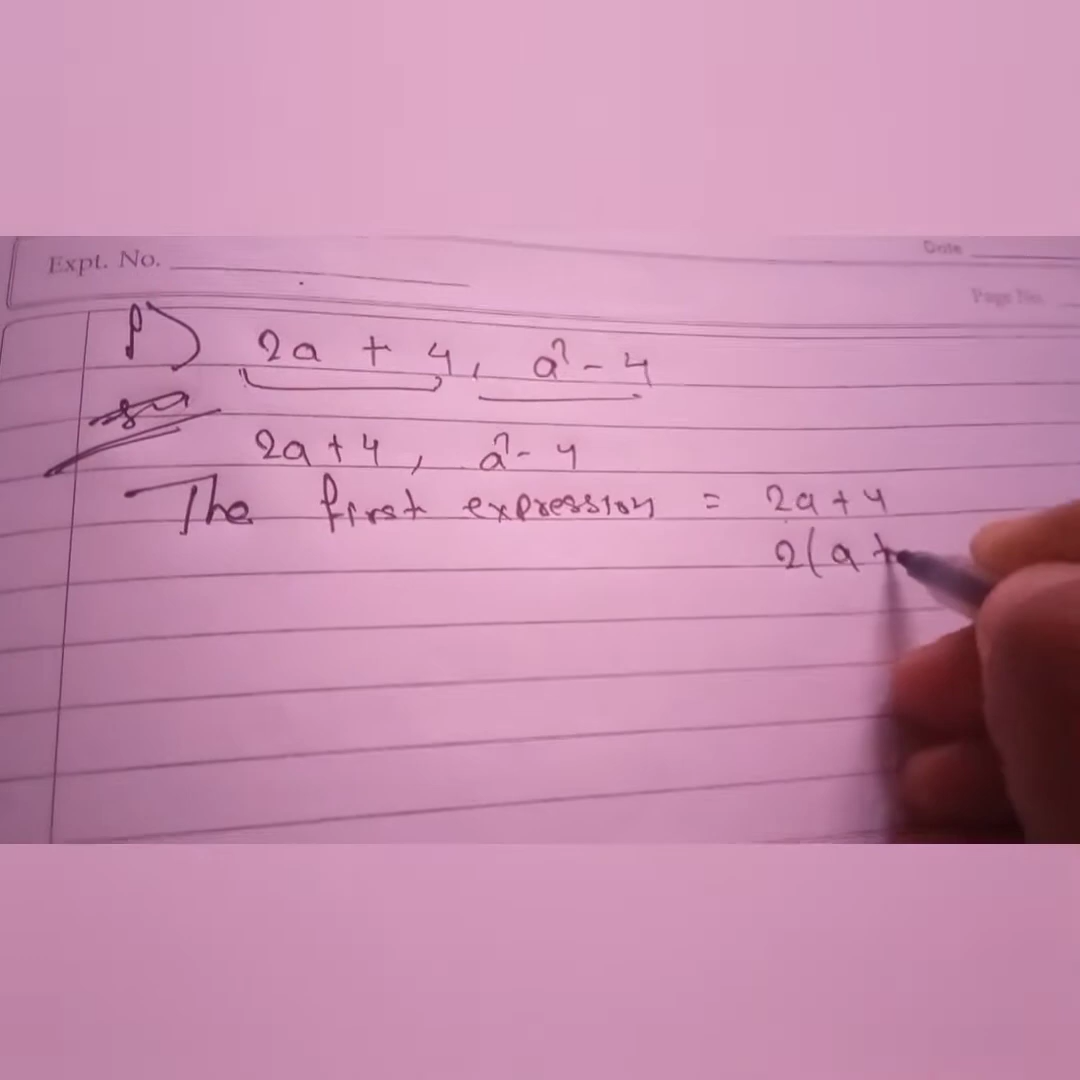 Expt. No.
Date
Page No.
2a + 4, a² - 4
2a + 4, a² - 4
The first expression = 2a + 4
2(a +